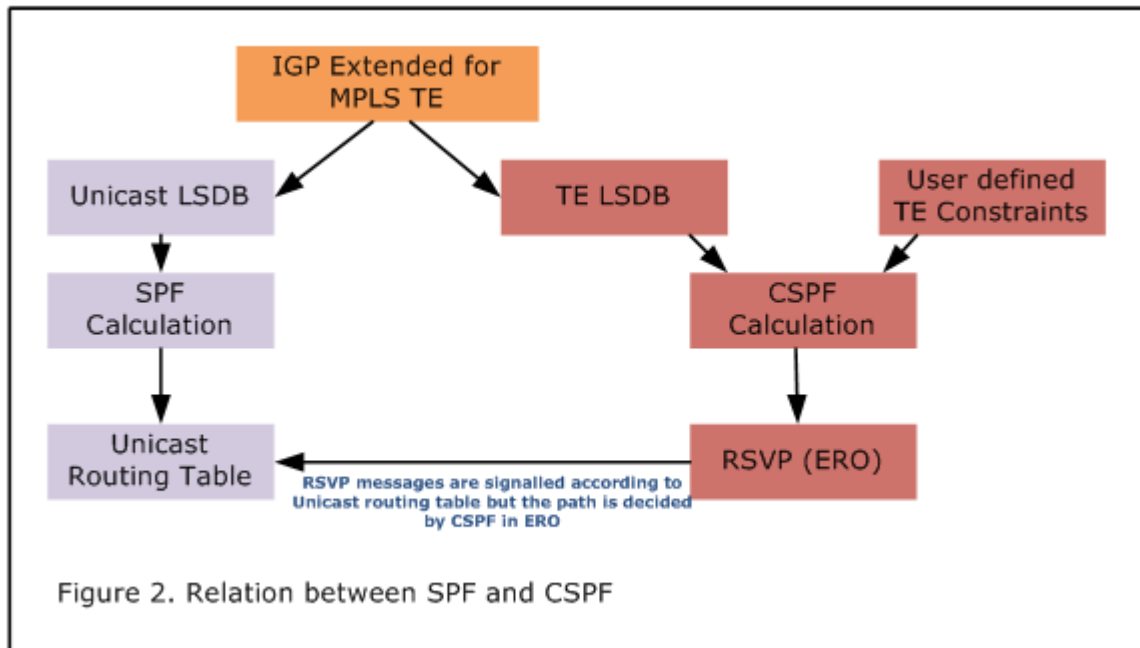 IGP Extended for
MPLS TE
Unicast LSDB
TE LSDB
User defined
TE Constraints
SPF
Calculation
CSPF
Calculation
Unicast
Routing Table
RSVP (ERO)
RSVP messages are signalled according to
Unicast routing table but the path is decided
by CSPF in ERO
Figure 2. Relation between SPF and CSPF